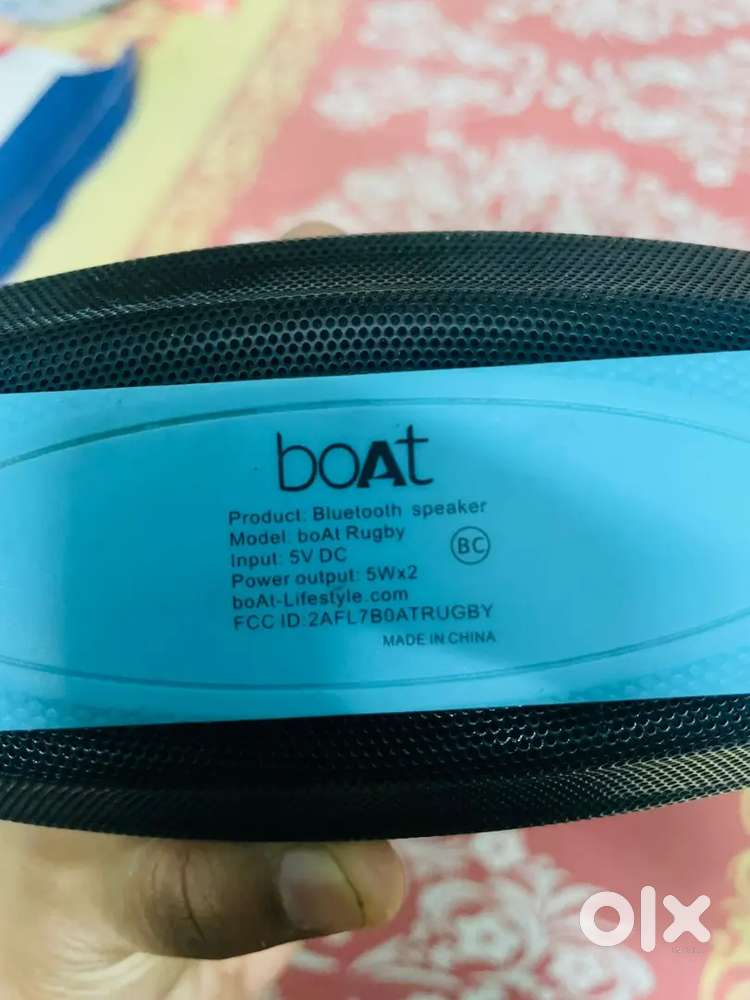 boAt
Product: Bluetooth speaker
Model: boAt Rugby
Input: 5V DC
BC
Power output: 5Wx2
boAt-Lifestyle.com
FCC ID:2AFL7B0ATRUGBY
MADE IN CHINA
olx